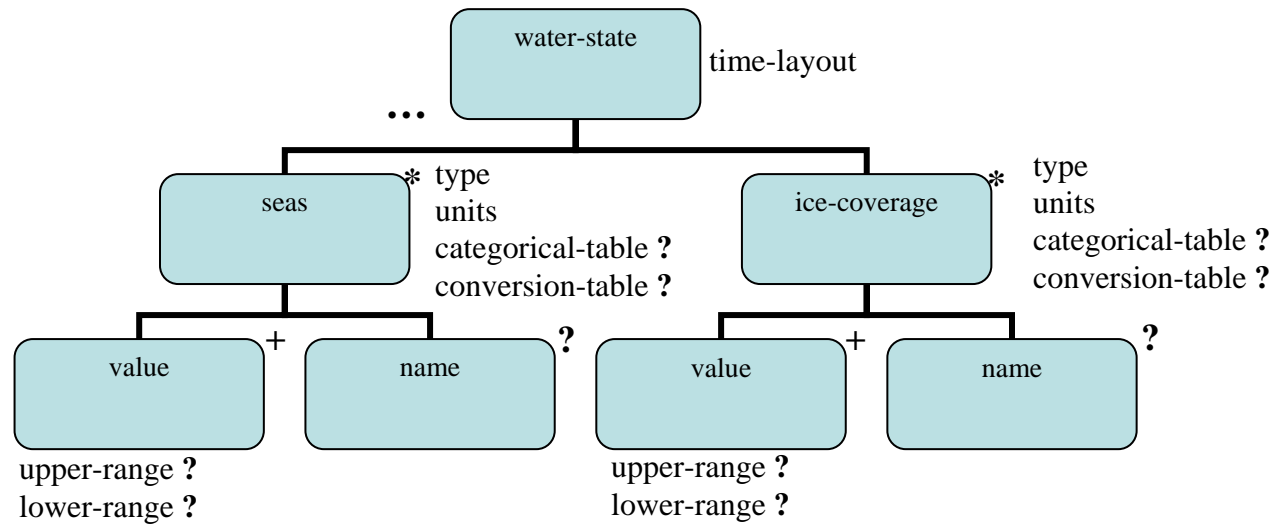 water-state
time-layout
...
seas
*
type
units
categorical-table ?
conversion-table ?
ice-coverage
*
type
units
categorical-table ?
conversion-table ?
value
+
name
?
value
+
name
?
upper-range ?
lower-range ?
upper-range ?
lower-range ?